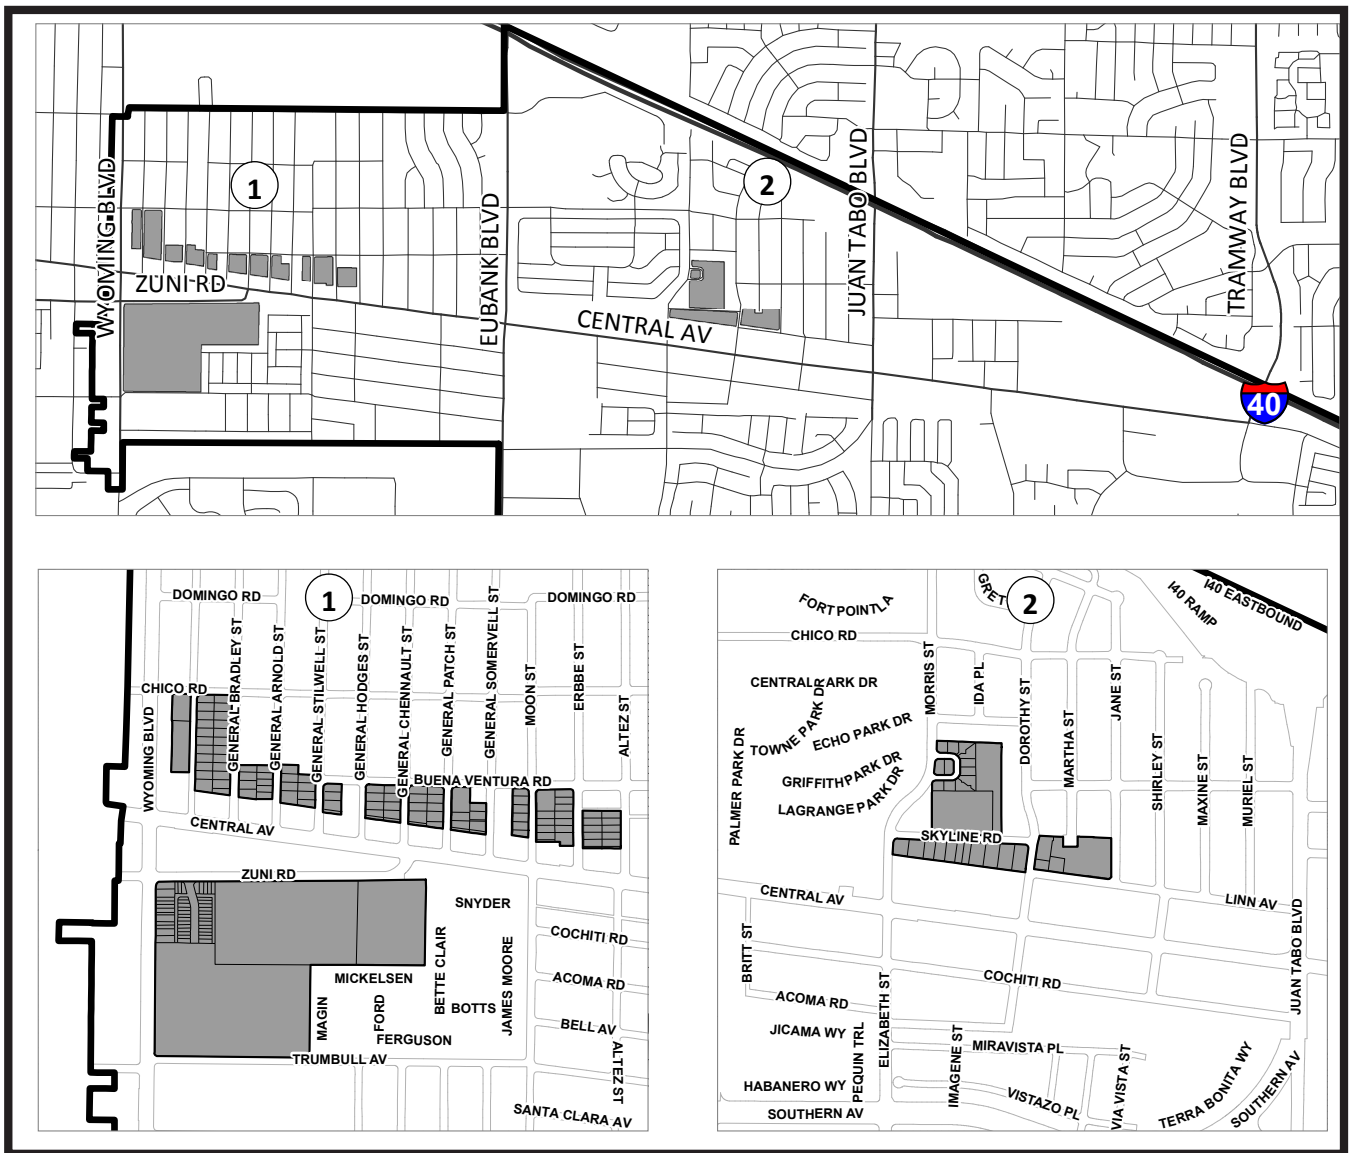 1
2
WYOMING BLVD
ZUNI RD
EUBANK BLVD
CENTRAL AV
JUAN TABO BLVD
TRAMWAY BLVD
40
1
DOMINGO RD
DOMINGO RD
DOMINGO RD
CHICO RD
WYOMING BLVD
GENERAL BRADLEY ST
GENERAL ARNOLD ST
GENERAL STILWELL ST
GENERAL HODGES ST
GENERAL CHENNAULT ST
GENERAL PATCH ST
GENERAL SOMERVELL ST
MOON ST
ERBBE ST
ALTEZ ST
BUENA VENTURA RD
CENTRAL AV
ZUNI RD
SNYDER
COCHITI RD
MICKELSEN
ACOMA RD
BETTE CLAIR
JAMES MOORE
MAGIN
FORD
BOTTS
BELL AV
FERGUSON
TRUMBULL AV
ALTEZ ST
SANTA CLARA AV
2
FORT POINT LA
GRET
I40 RAMP
I40 EASTBOUND
CHICO RD
MORRIS ST
IDA PL
DOROTHY ST
MARTHA ST
JANE ST
CENTRAL PARK DR
TOWNE PARK DR
ECHO PARK DR
GRIFFITH PARK DR
LAGRANGE PARK DR
PALMER PARK DR
SHIRLEY ST
MAXINE ST
MURIEL ST
SKYLINE RD
CENTRAL AV
LINN AV
BRITT ST
COCHITI RD
JUAN TABO BLVD
ACOMA RD
ELIZABETH ST
JICAMA WY
PEQUIN TRL
IMAGENE ST
MIRAVISTA PL
HABANERO WY
VISTAZO PL
VIA VISTA ST
TERRA BONITA WY
SOUTHERN AV
SOUTHERN AV